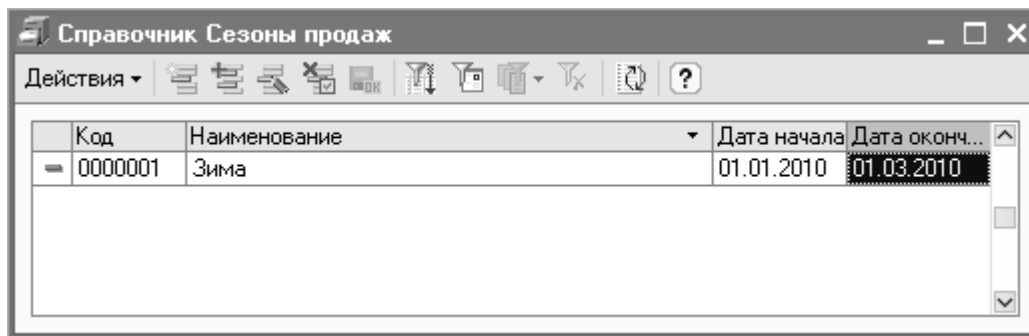 Справочник Сезоны продаж
Действия
Код Наименование Дата начала Дата оконч...
0000001 Зима 01.01.2010 01.03.2010